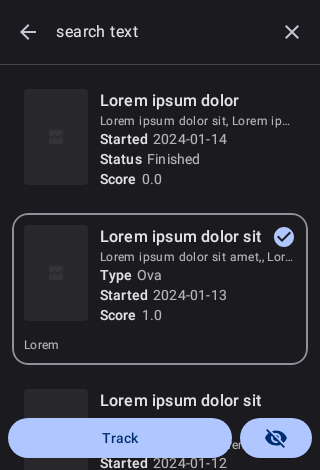 search text
Lorem ipsum dolor
Lorem ipsum dolor sit, Lorem ip...
Started 2024-01-14
Status Finished
Score 0.0
Lorem ipsum dolor sit
Lorem ipsum dolor sit amet,, Lor...
Type Ova
Started 2024-01-13
Score 1.0
Lorem
Lorem ipsum dolor sit
Track
Started 2024-01-12